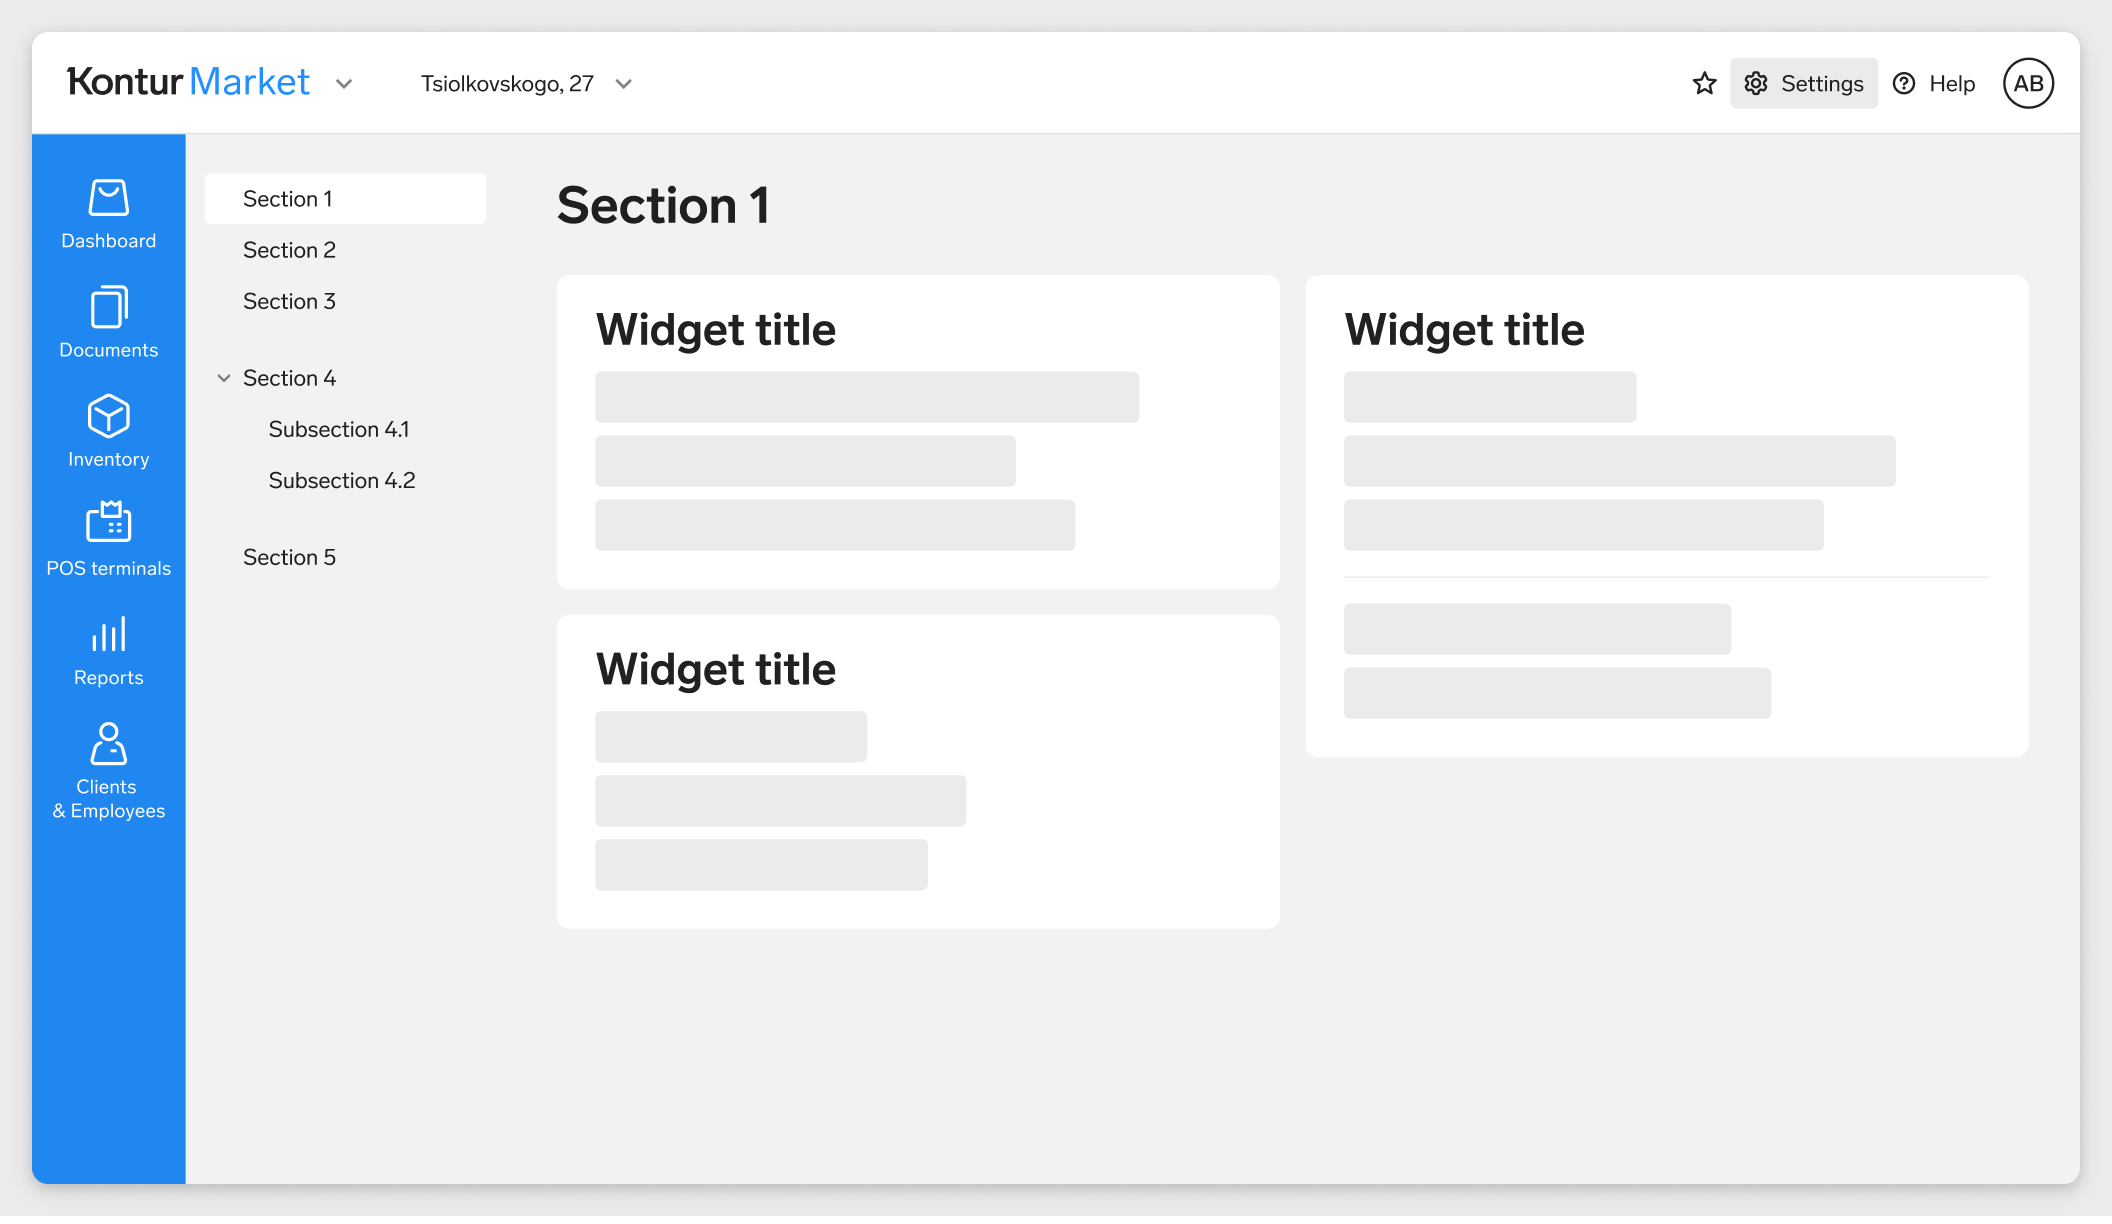 Kontur Market
Tsiolkovskogo, 27
Settings
Help
AB
Dashboard
Documents
Inventory
POS terminals
Reports
Clients
& Employees
Section 1
Section 2
Section 3
Section 4
Subsection 4.1
Subsection 4.2
Section 5
Section 1
Widget title
Widget title
Widget title